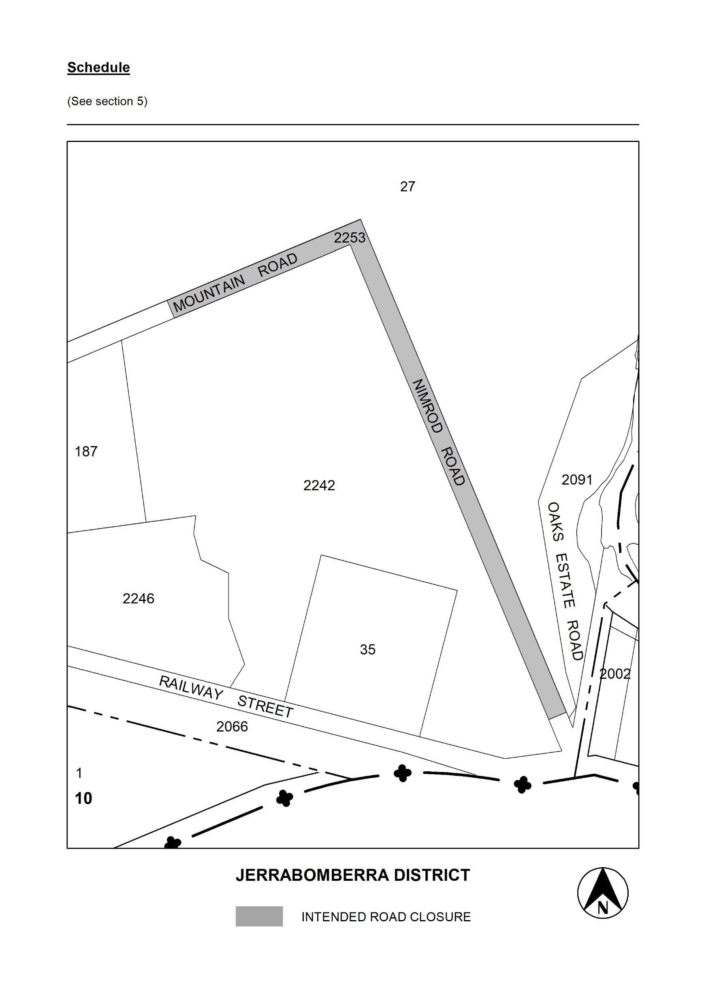 Schedule
(See section 5)
27
2253
MOUNTAIN ROAD
NIMROD ROAD
187
2242
2091
OAKS ESTATE ROAD
2246
35
2002
RAILWAY STREET
2066
1
10
JERRABOMBERRA DISTRICT
N
INTENDED ROAD CLOSURE